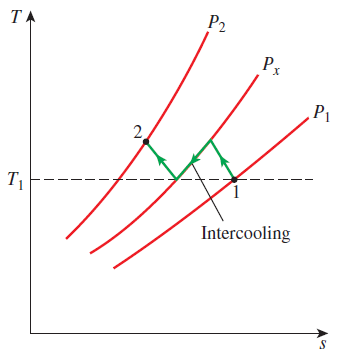 T
P₂
Pₓ
P₁
2
T₁
1
Intercooling
s